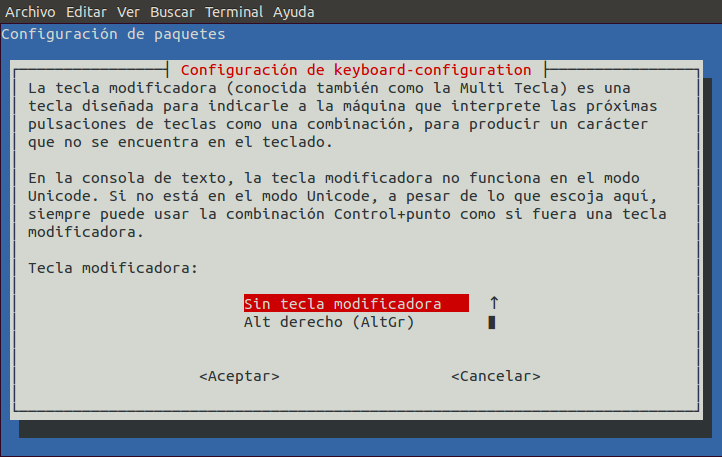 Archivo Editar Ver Buscar Terminal Ayuda
Configuración de paquetes
Configuración de keyboard-configuration
La tecla modificadora (conocida también como la Multi Tecla) es una
tecla diseñada para indicarle a la máquina que interprete las próximas
pulsaciones de teclas como una combinación, para producir un carácter
que no se encuentra en el teclado.
En la consola de texto, la tecla modificadora no funciona en el modo
Unicode. Si no está en el modo Unicode, a pesar de lo que escoja aquí,
siempre puede usar la combinación Control+punto como si fuera una tecla
modificadora.
Tecla modificadora:
Sin tecla modificadora
Alt derecho (AltGr)
<Aceptar> <Cancelar>